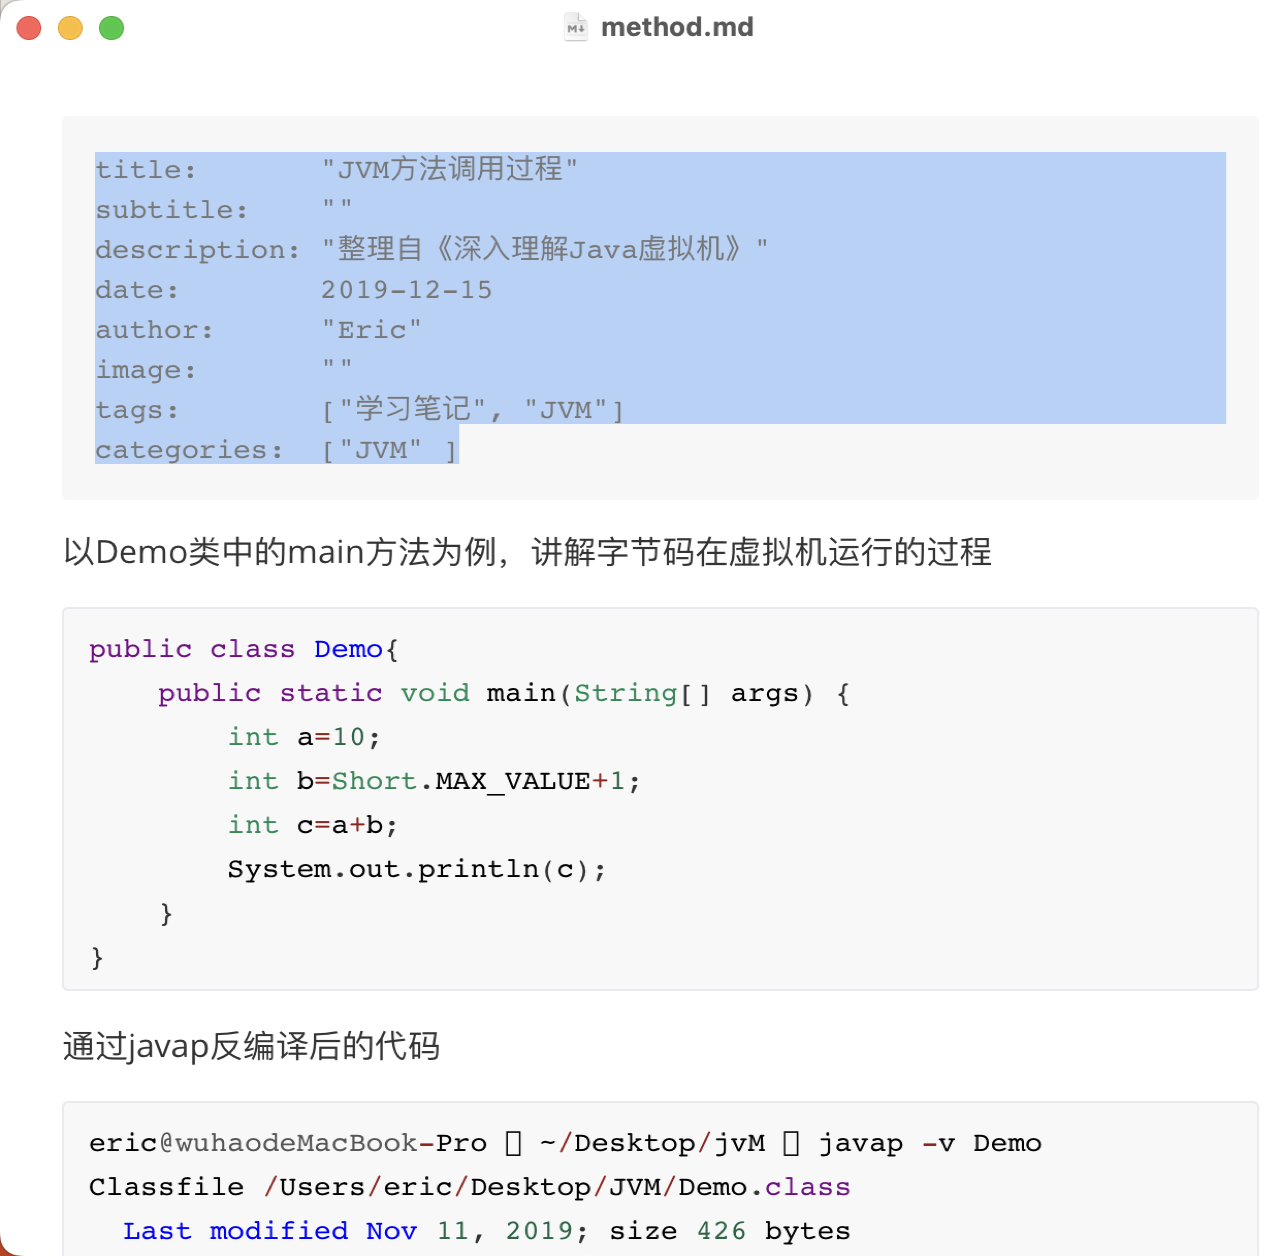 method.md
title: "JVM方法调用过程"
subtitle: ""
description: "整理自《深入理解Java虚拟机》"
date: 2019-12-15
author: "Eric"
image: ""
tags: ["学习笔记", "JVM"]
categories: ["JVM" ]
以Demo类中的main方法为例，讲解字节码在虚拟机运行的过程
public class Demo{
    public static void main(String[] args) {
        int a=10;
        int b=Short.MAX_VALUE+1;
        int c=a+b;
        System.out.println(c);
    }
}
通过javap反编译后的代码
eric@wuhaodeMacBook-Pro  ~/Desktop/jvM  javap -v Demo
Classfile /Users/eric/Desktop/JVM/Demo.class
  Last modified Nov 11, 2019; size 426 bytes